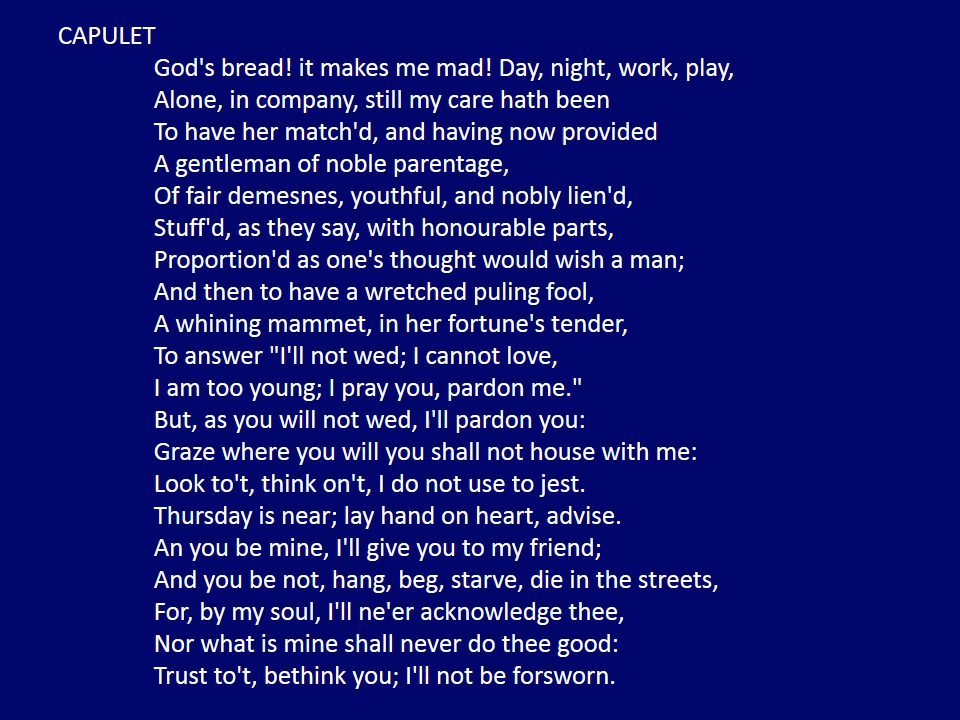 CAPULET
God's bread! it makes me mad! Day, night, work, play,
Alone, in company, still my care hath been
To have her match'd, and having now provided
A gentleman of noble parentage,
Of fair demesnes, youthful, and nobly lien'd,
Stuff'd, as they say, with honourable parts,
Proportion'd as one's thought would wish a man;
And then to have a wretched puling fool,
A whining mammet, in her fortune's tender,
To answer "I'll not wed; I cannot love,
I am too young; I pray you, pardon me."
But, as you will not wed, I'll pardon you:
Graze where you will you shall not house with me:
Look to't, think on't, I do not use to jest.
Thursday is near; lay hand on heart, advise.
An you be mine, I'll give you to my friend;
And you be not, hang, beg, starve, die in the streets,
For, by my soul, I'll ne'er acknowledge thee,
Nor what is mine shall never do thee good:
Trust to't, bethink you; I'll not be forsworn.